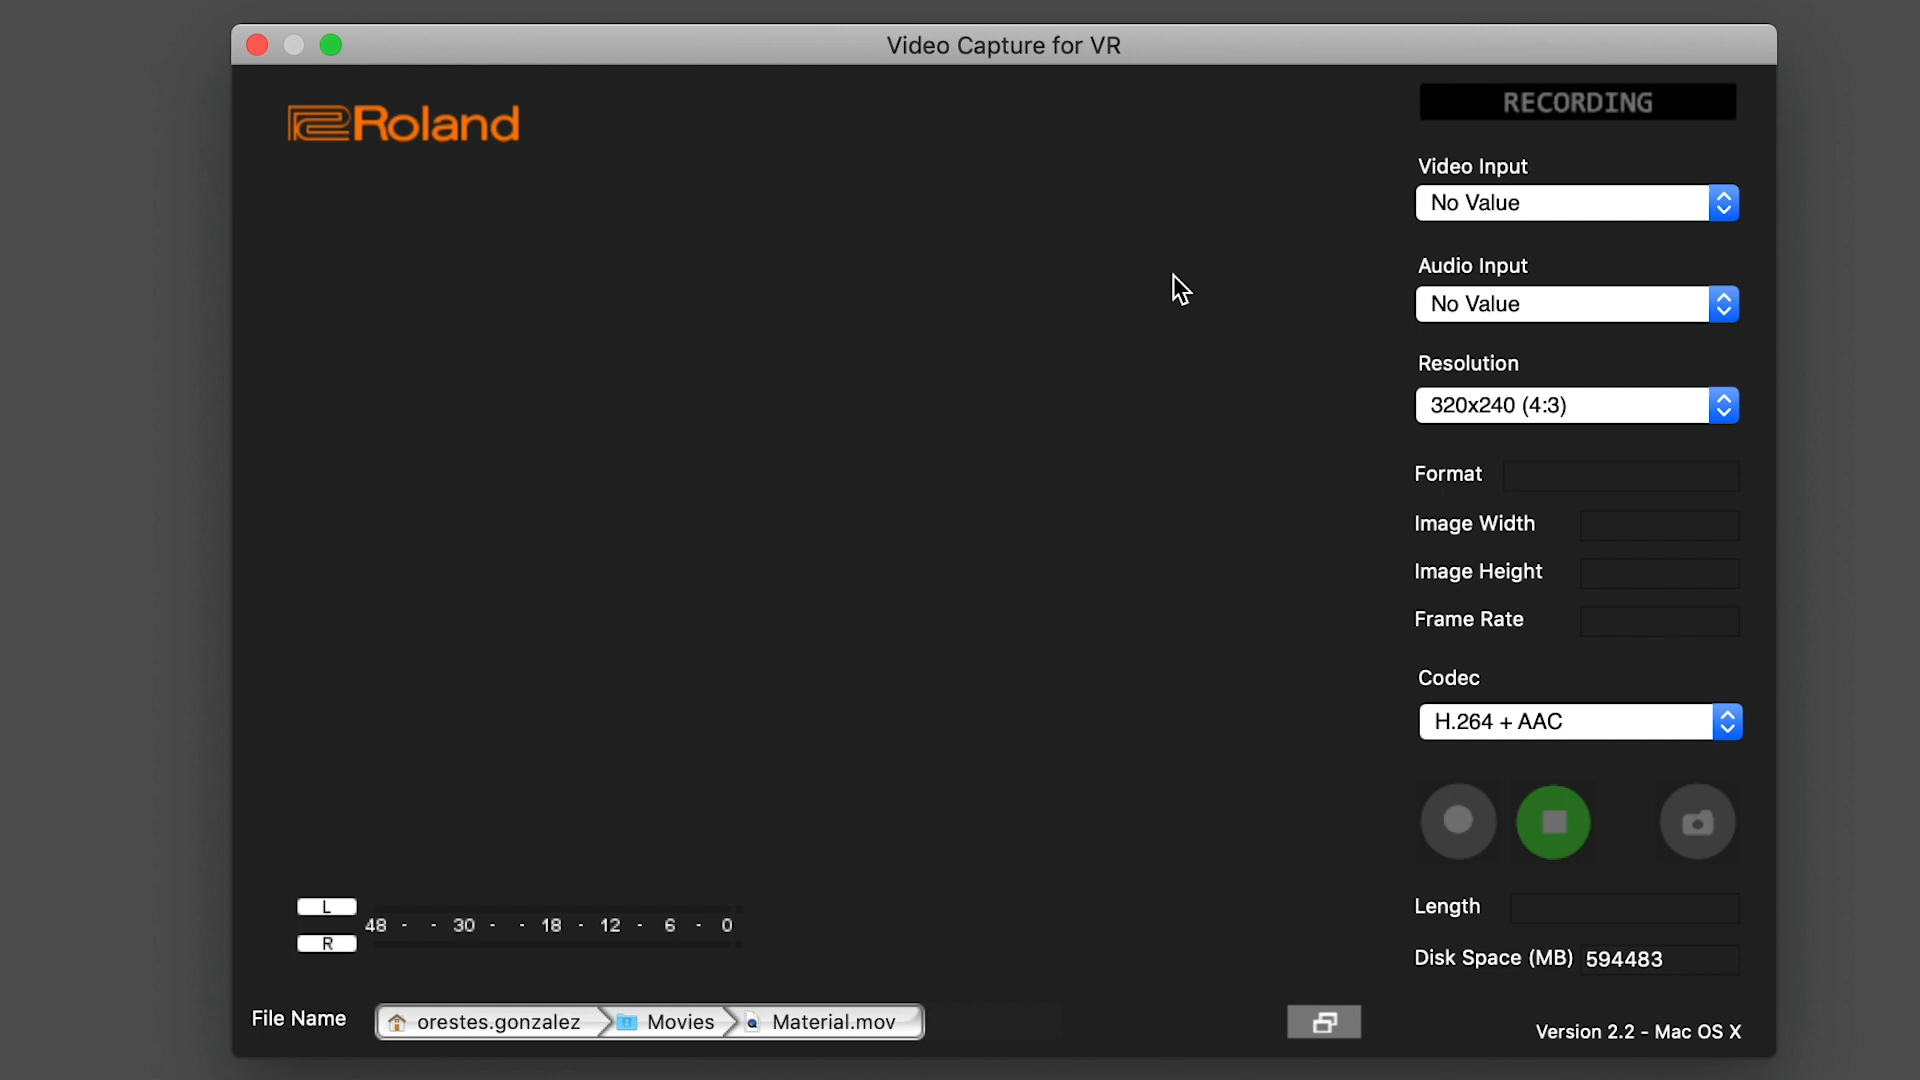 Video Capture for VR
Roland
RECORDING
Video Input
No Value
Audio Input
No Value
Resolution
320x240 (4:3)
Format
Image Width
Image Height
Frame Rate
Codec
H.264 + AAC
L
48 - - 30 - - 18 - 12 - 6 - 0
R
Length
Disk Space (MB) 594483
File Name orestes.gonzalez Movies Material.mov
Version 2.2 - Mac OS X